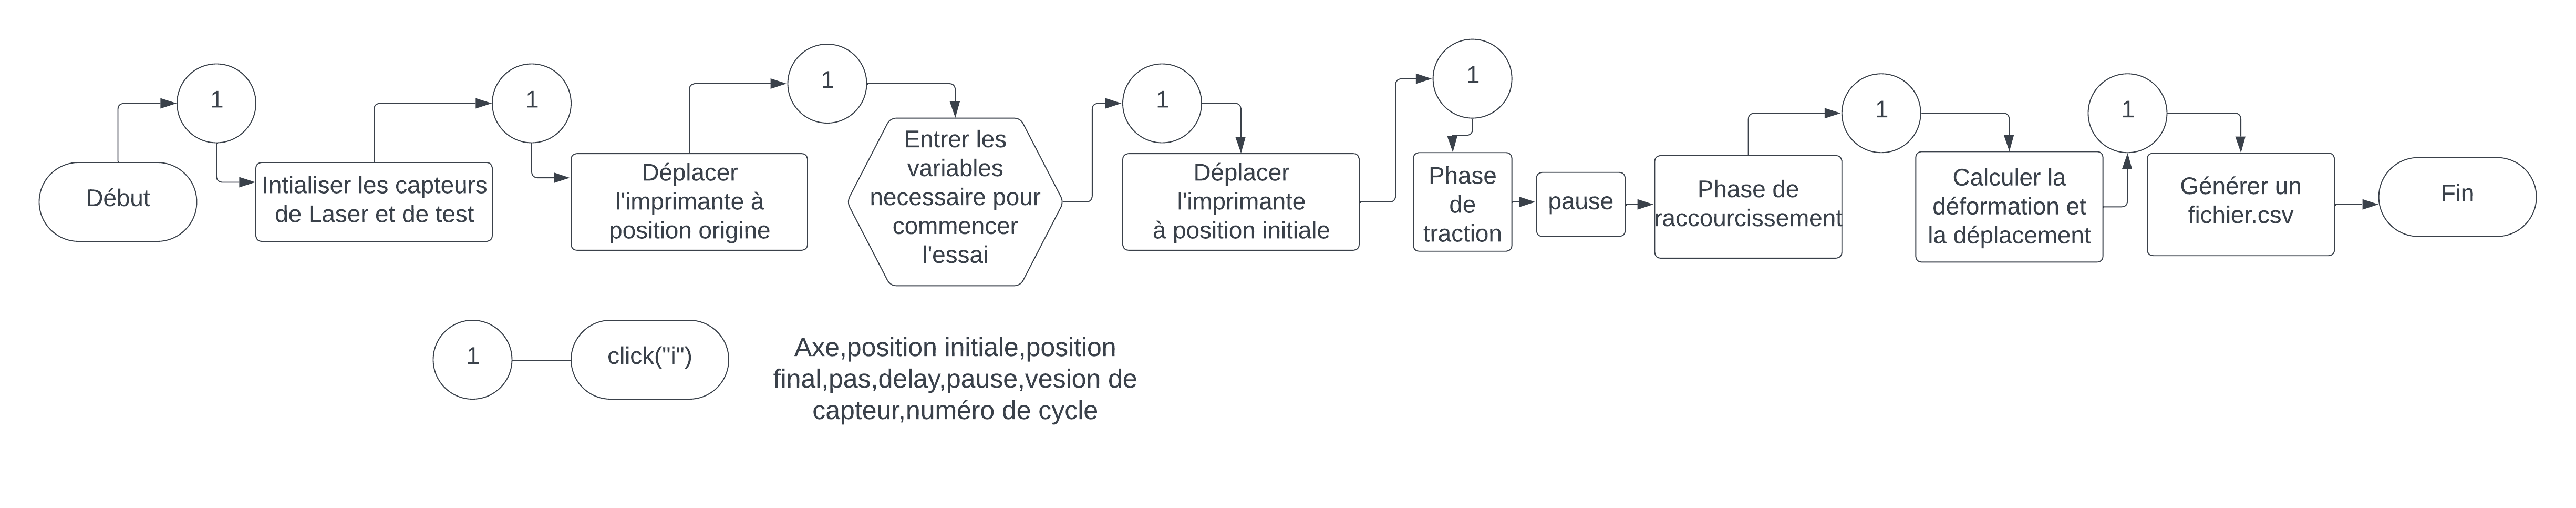 Début
1
Intialiser les capteurs
de Laser et de test
1
Déplacer
l'imprimante à
position origine
1
Entrer les
variables
necessaire pour
commencer
l'essai
1
Déplacer
l'imprimante
à position initiale
1
Phase
de
traction
pause
Phase de
raccourcissement
1
Calculer la
déformation et
la déplacement
1
Générer un
fichier.csv
Fin
1
click("i")
Axe,position initiale,position
final,pas,delay,pause,vesion de
capteur,numéro de cycle